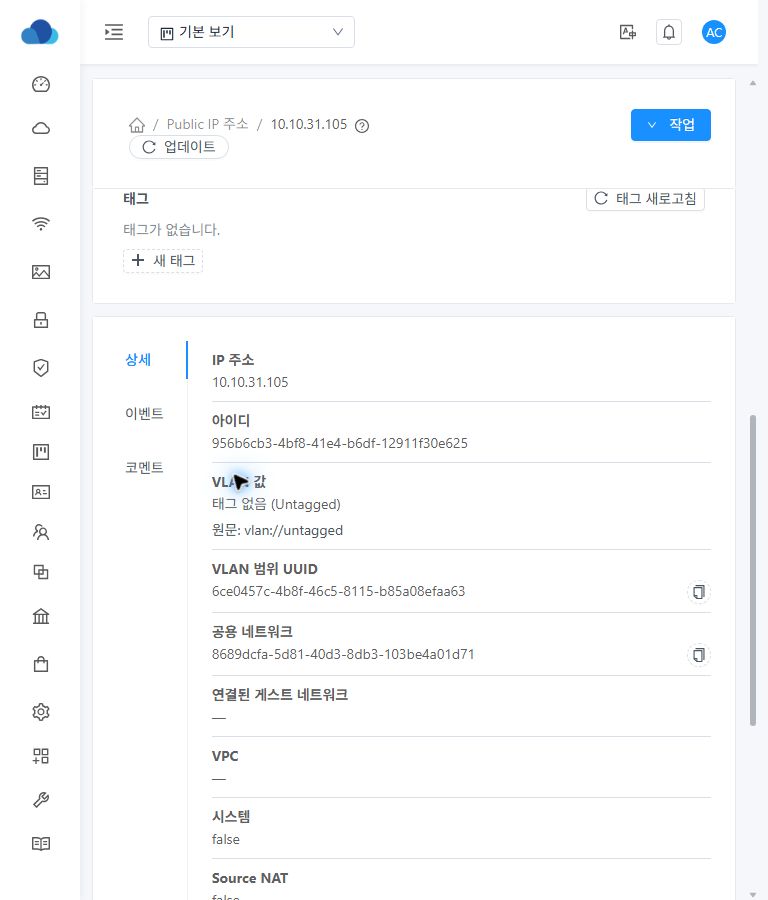 기본 보기
AC
/ Public IP 주소 / 10.10.31.105
작업
업데이트
태그
태그 새로고침
태그가 없습니다.
새 태그
상세
이벤트
코멘트
IP 주소
10.10.31.105
아이디
956b6cb3-4bf8-41e4-b6df-12911f30e625
VLAN 값
태그 없음 (Untagged)
원문: vlan://untagged
VLAN 범위 UUID
6ce0457c-4b8f-46c5-8115-b85a08efaa63
공용 네트워크
8689dcfa-5d81-40d3-8db3-103be4a01d71
연결된 게스트 네트워크
—
VPC
—
시스템
false
Source NAT
false